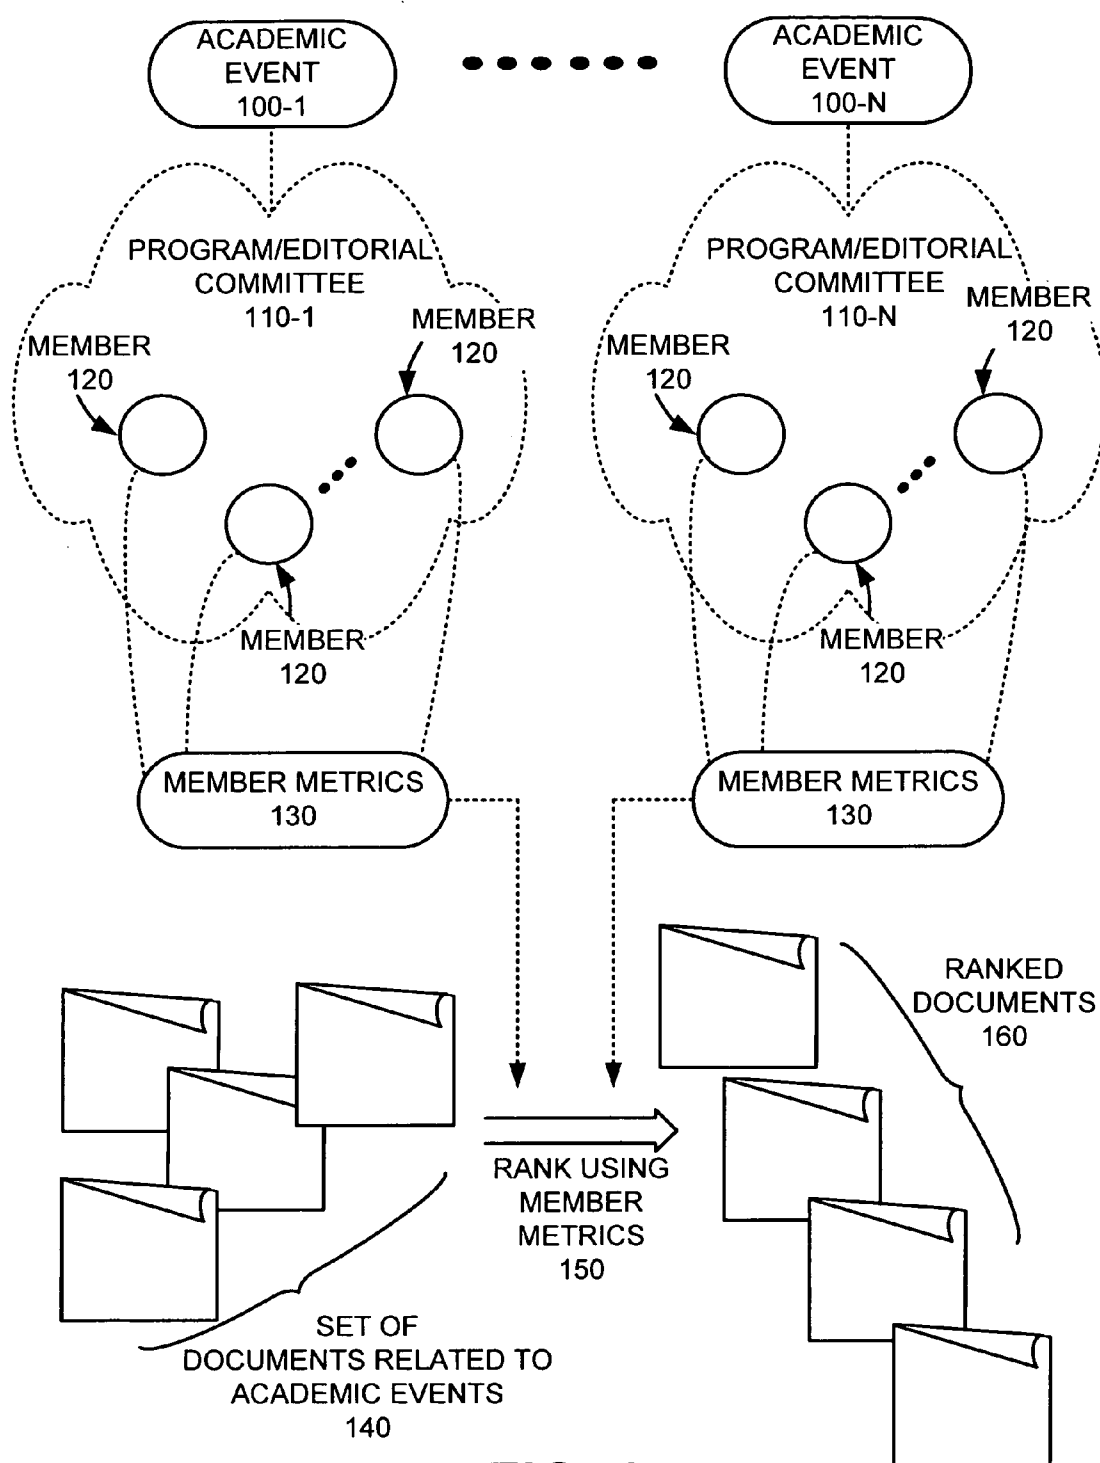 ACADEMIC
EVENT
100-1
ACADEMIC
EVENT
100-N
PROGRAM/EDITORIAL
COMMITTEE
110-1
MEMBER
120
MEMBER
120
MEMBER
120
PROGRAM/EDITORIAL
COMMITTEE
110-N
MEMBER
120
MEMBER
120
MEMBER
120
MEMBER METRICS
130
MEMBER METRICS
130
RANKED
DOCUMENTS
160
RANK USING
MEMBER
METRICS
150
SET OF
DOCUMENTS RELATED TO
ACADEMIC EVENTS
140